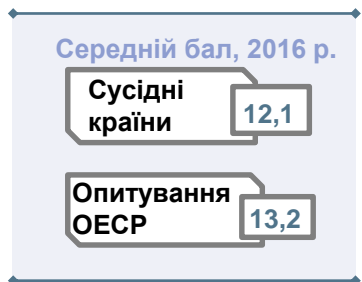 Середній бал, 2016 р.
Сусідні
країни
12,1
Опитування
ОЕСР
13,2